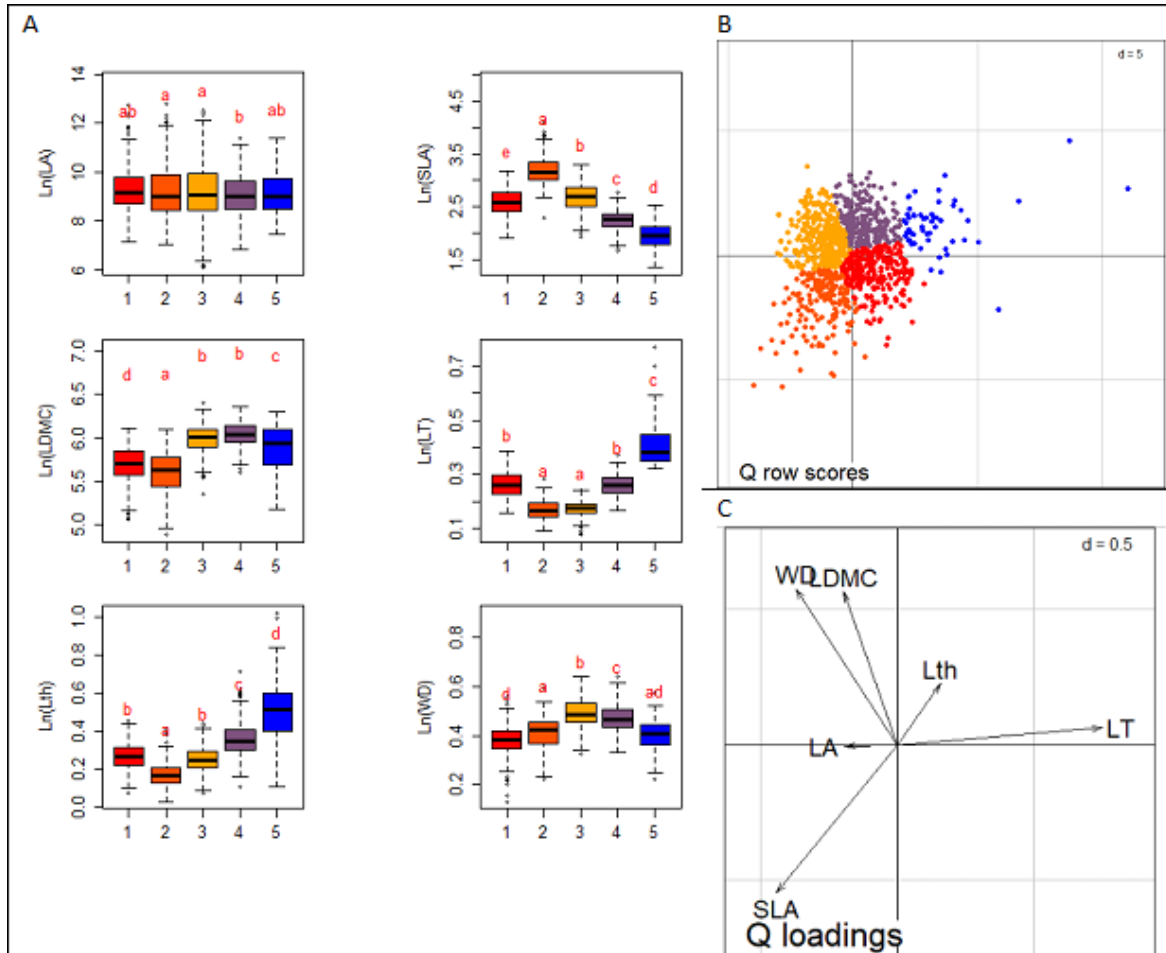 A
B
C
Ln(LA)
14
12
10
8
6
ab
a
a
b
ab
1 2 3 4 5
Ln(SLA)
4.5
3.5
2.5
1.5
e
a
b
c
d
1 2 3 4 5
Ln(LDMC)
7.0
6.5
6.0
5.5
5.0
d
a
b
b
c
1 2 3 4 5
Ln(LT)
0.7
0.5
0.3
0.1
b
a
a
b
c
1 2 3 4 5
Ln(Lth)
1.0
0.8
0.6
0.4
0.2
0.0
b
a
b
c
d
1 2 3 4 5
Ln(WD)
0.8
0.6
0.4
0.2
d
a
b
c
ad
1 2 3 4 5
d = 5
Q row scores
d = 0.5
WD
LDMC
Lth
LT
LA
SLA
Q loadings